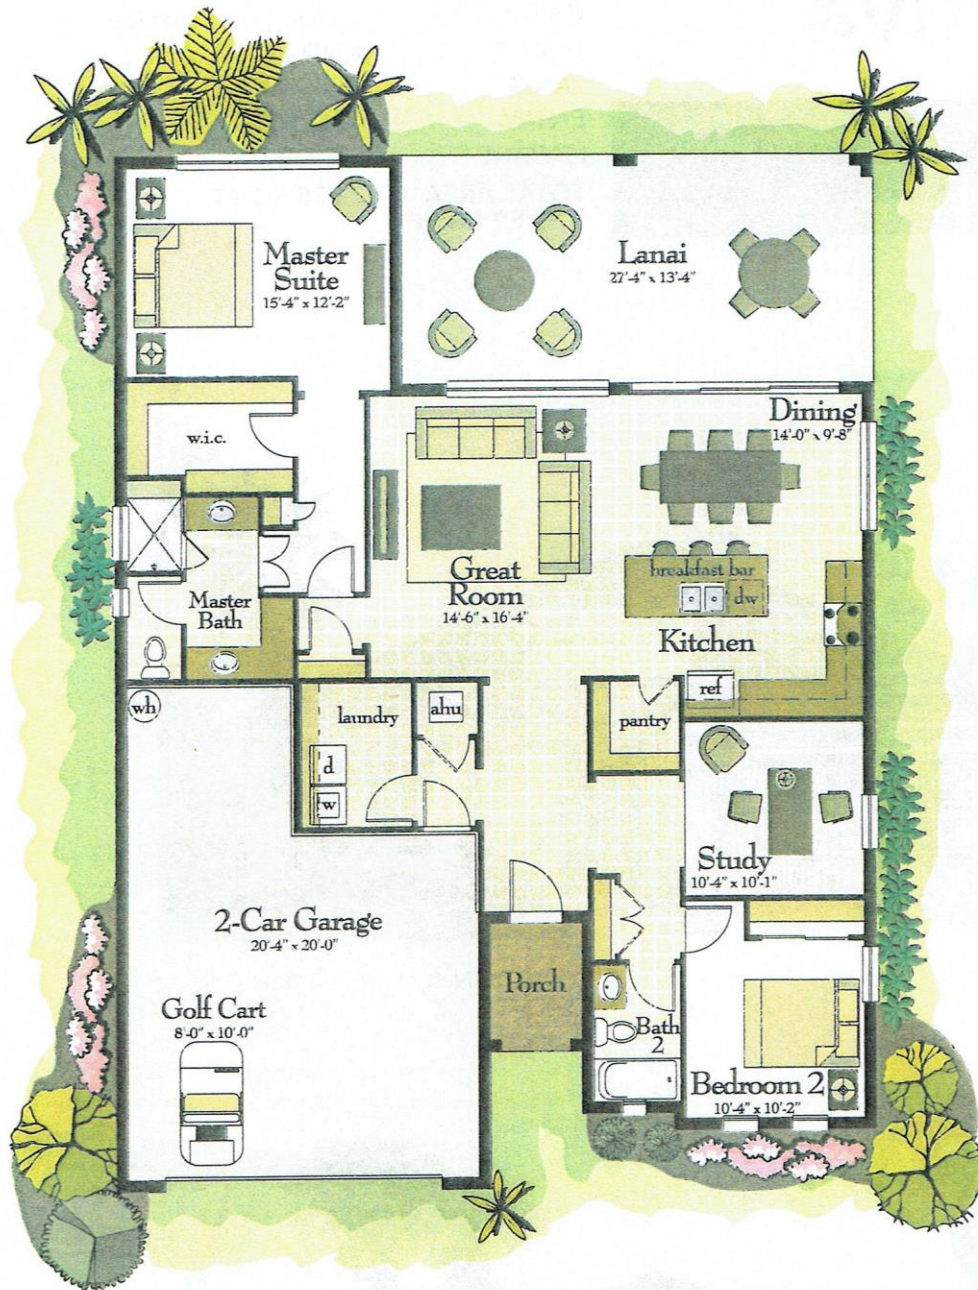 Master
Suite
15'-4" x 12'-2"
Lanai
27'-4" x 13'-4"
Dining
14'-0" x 9'-8"
w.i.c.
Great
Room
14'-6" x 16'-4"
breakfast bar
dw
Master
Bath
Kitchen
ref
wh
laundry
ahu
pantry
d
w
Study
10'-4" x 10'-1"
2-Car Garage
20'-4" x 20'-0"
Porch
Golf Cart
8'-0" x 10'-0"
Bath
2
Bedroom 2
10'-4" x 10'-2"